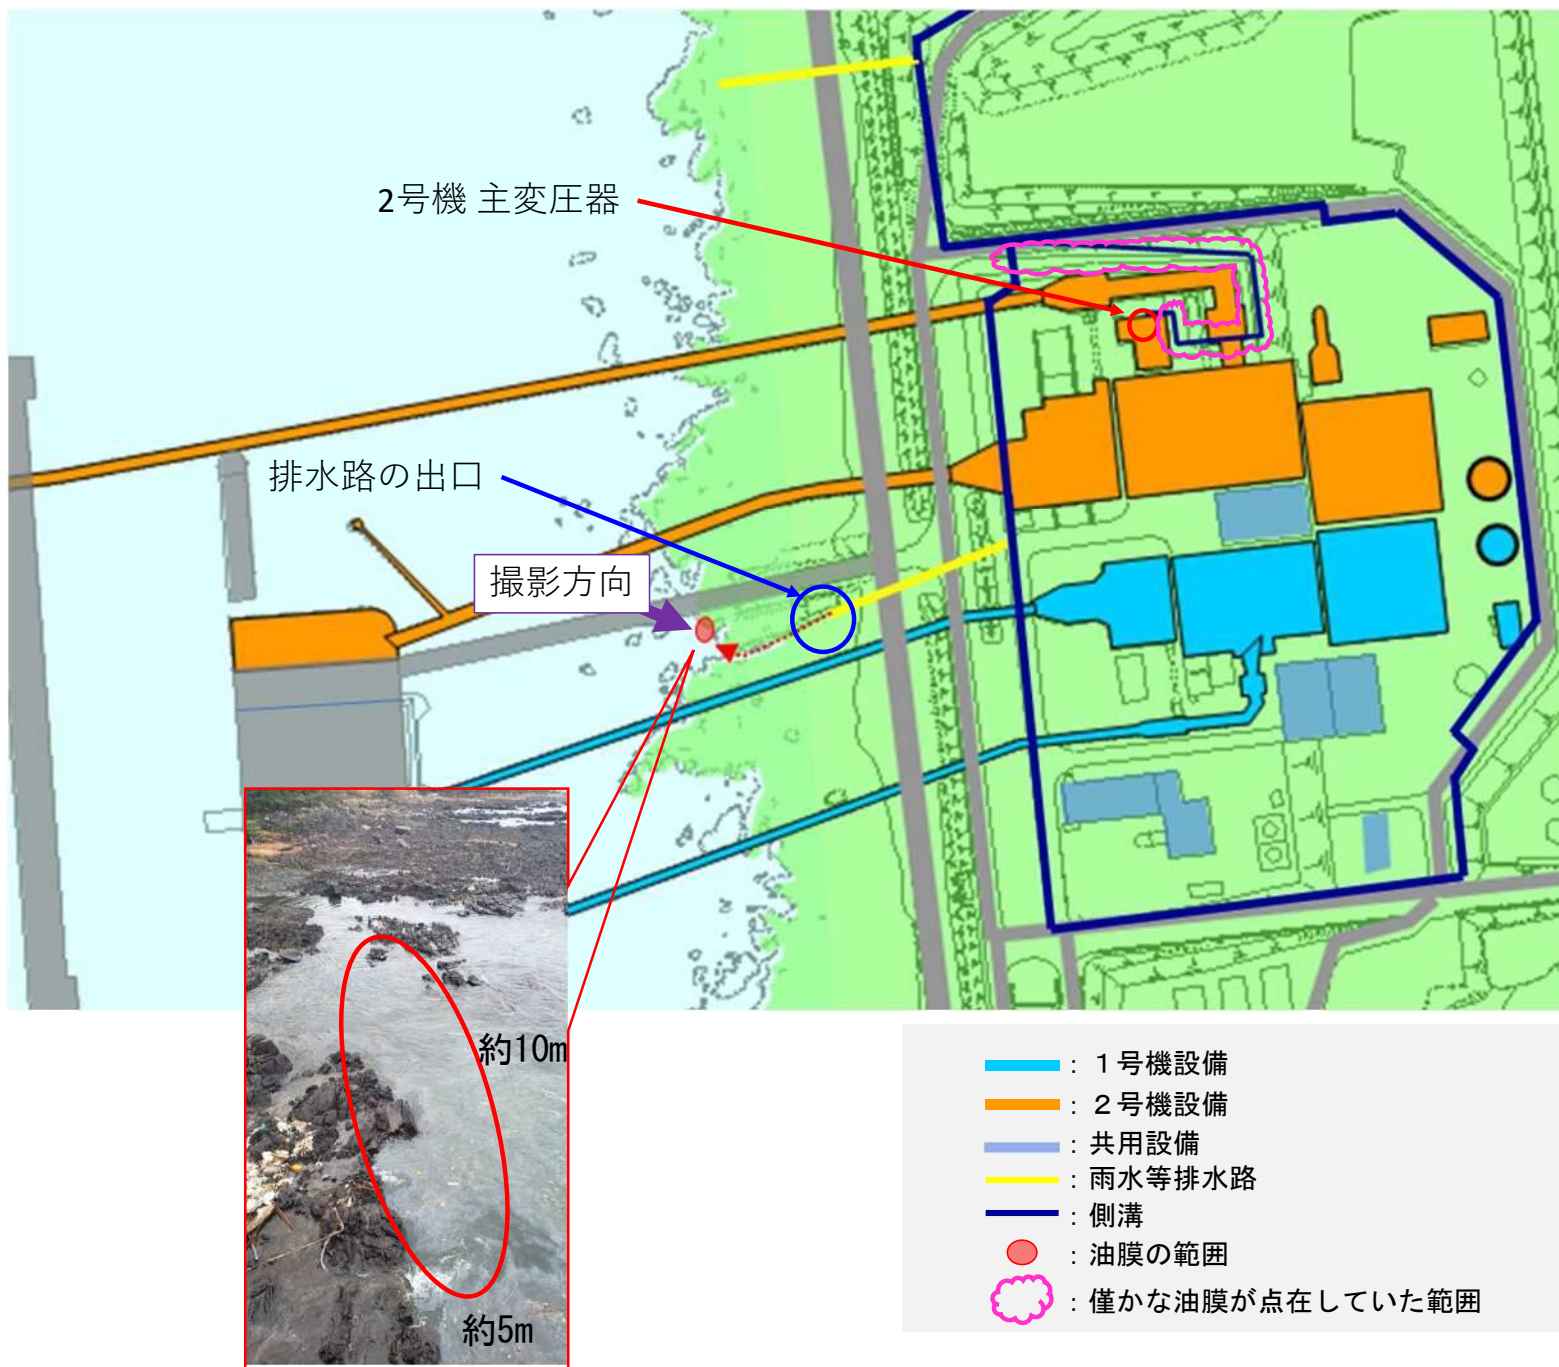 2号機 主変圧器
排水路の出口
撮影方向
約10m
約5m
：１号機設備
：２号機設備
：共用設備
：雨水等排水路
：側溝
：油膜の範囲
：僅かな油膜が点在していた範囲